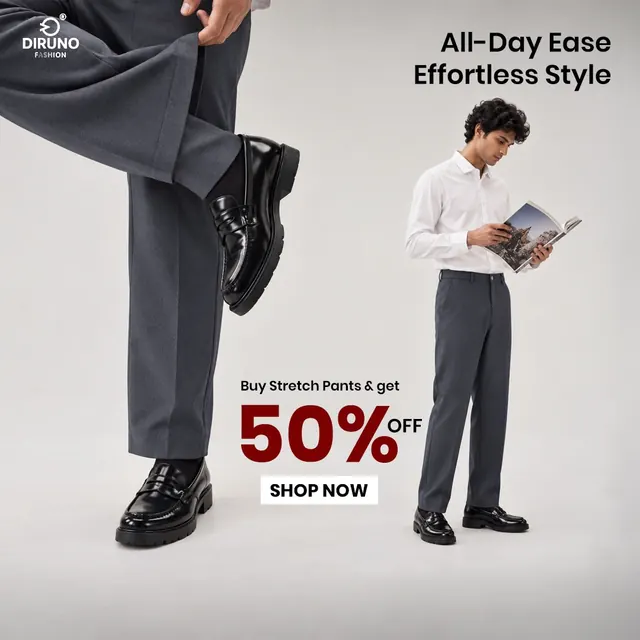 DIRUNO
FASHION
All-Day Ease
Effortless Style
Buy Stretch Pants & get
50% OFF
SHOP NOW